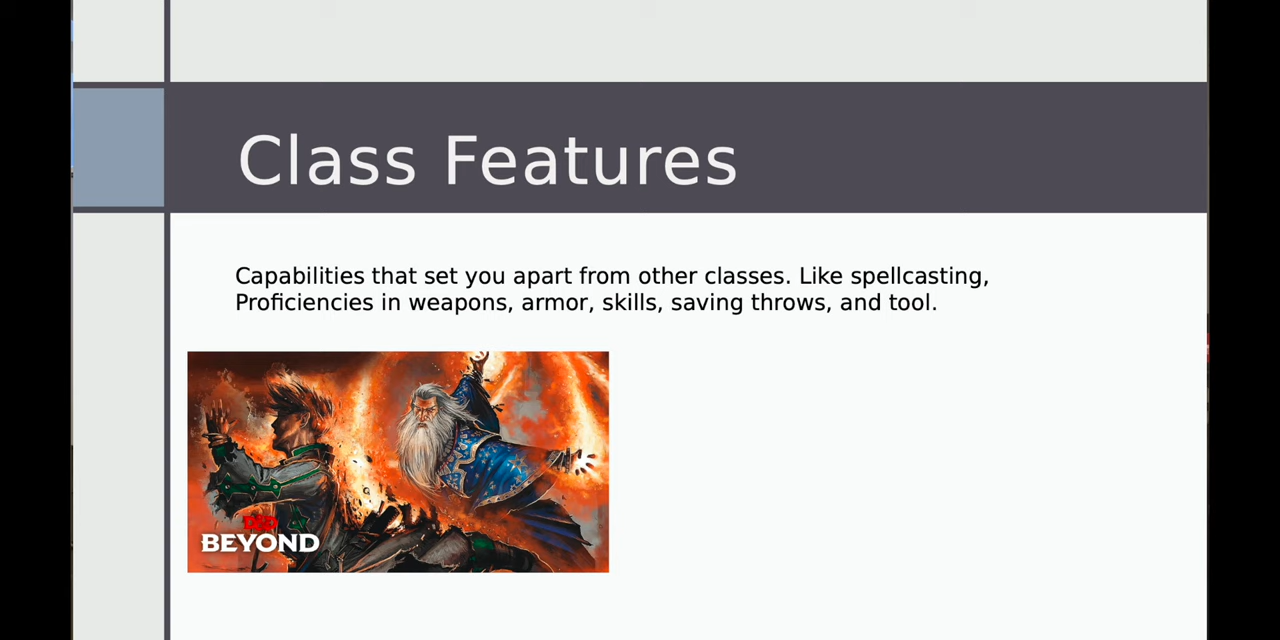 Class Features
Capabilities that set you apart from other classes. Like spellcasting,
Proficiencies in weapons, armor, skills, saving throws, and tool.
D&D
BEYOND